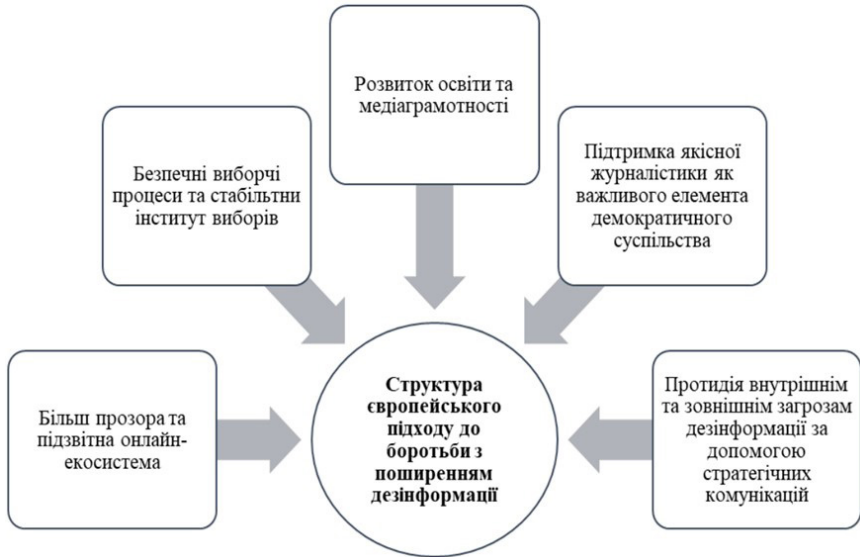 Розвиток освіти та
медіаграмотності
Безпечні виборчі
процеси та стабільтни
інститут виборів
Підтримка якісної
журналістики як
важливого елемента
демократичного
суспільства
Більш прозора та
підзвітна онлайн-
екосистема
Структура
європейського
підходу до
боротьби з
поширенням
дезінформації
Протидія внутрішнім
та зовнішнім загрозам
дезінформації за
допомогою
стратегічних
комунікацій